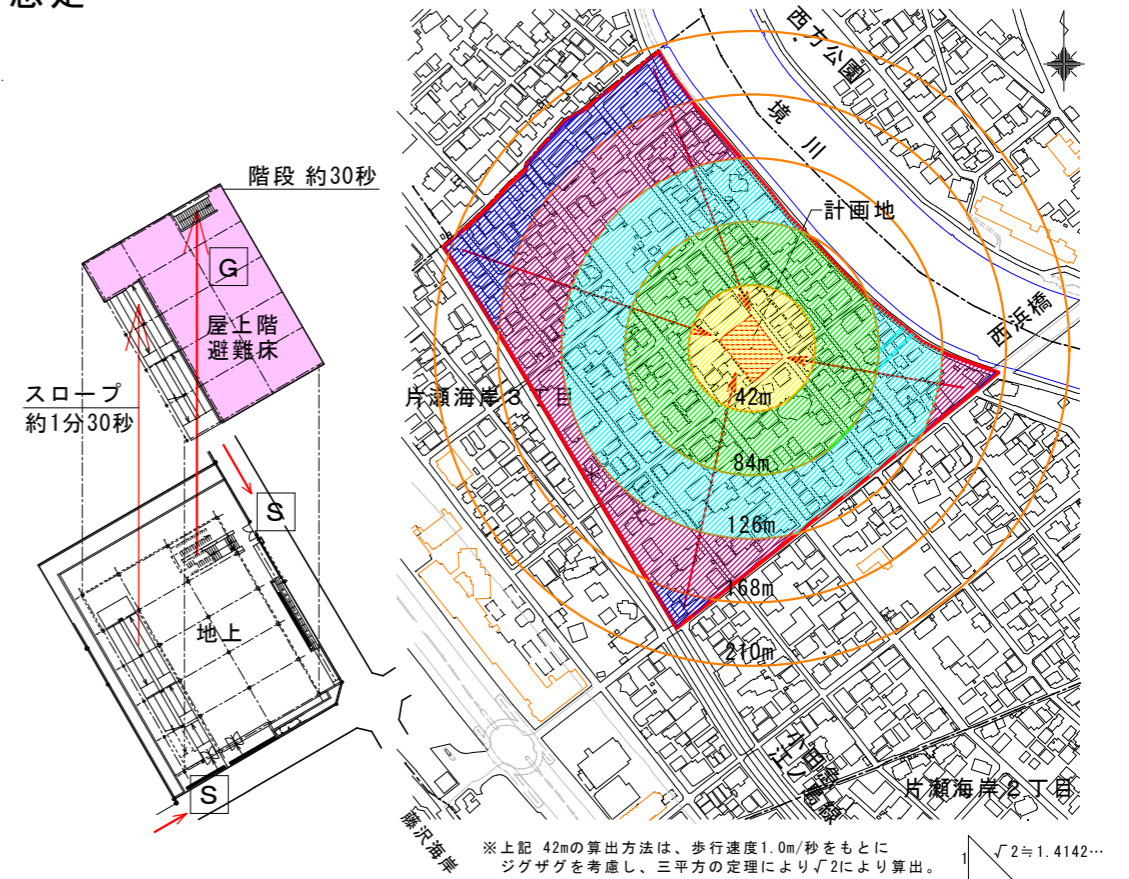 階段 約30秒
G
屋上階
避難床
スロープ
約1分30秒
S
地上
S
西方公園
境川
計画地
西浜橋
片瀬海岸3丁目
42m
84m
126m
168m
210m
小田急
江ノ島線
片瀬海岸2丁目
藤沢海岸
※上記 42mの算出方法は、歩行速度1.0m/秒をもとに
ジグザグを考慮し、三平方の定理により√2により算出。
1
√2≒1.4142…